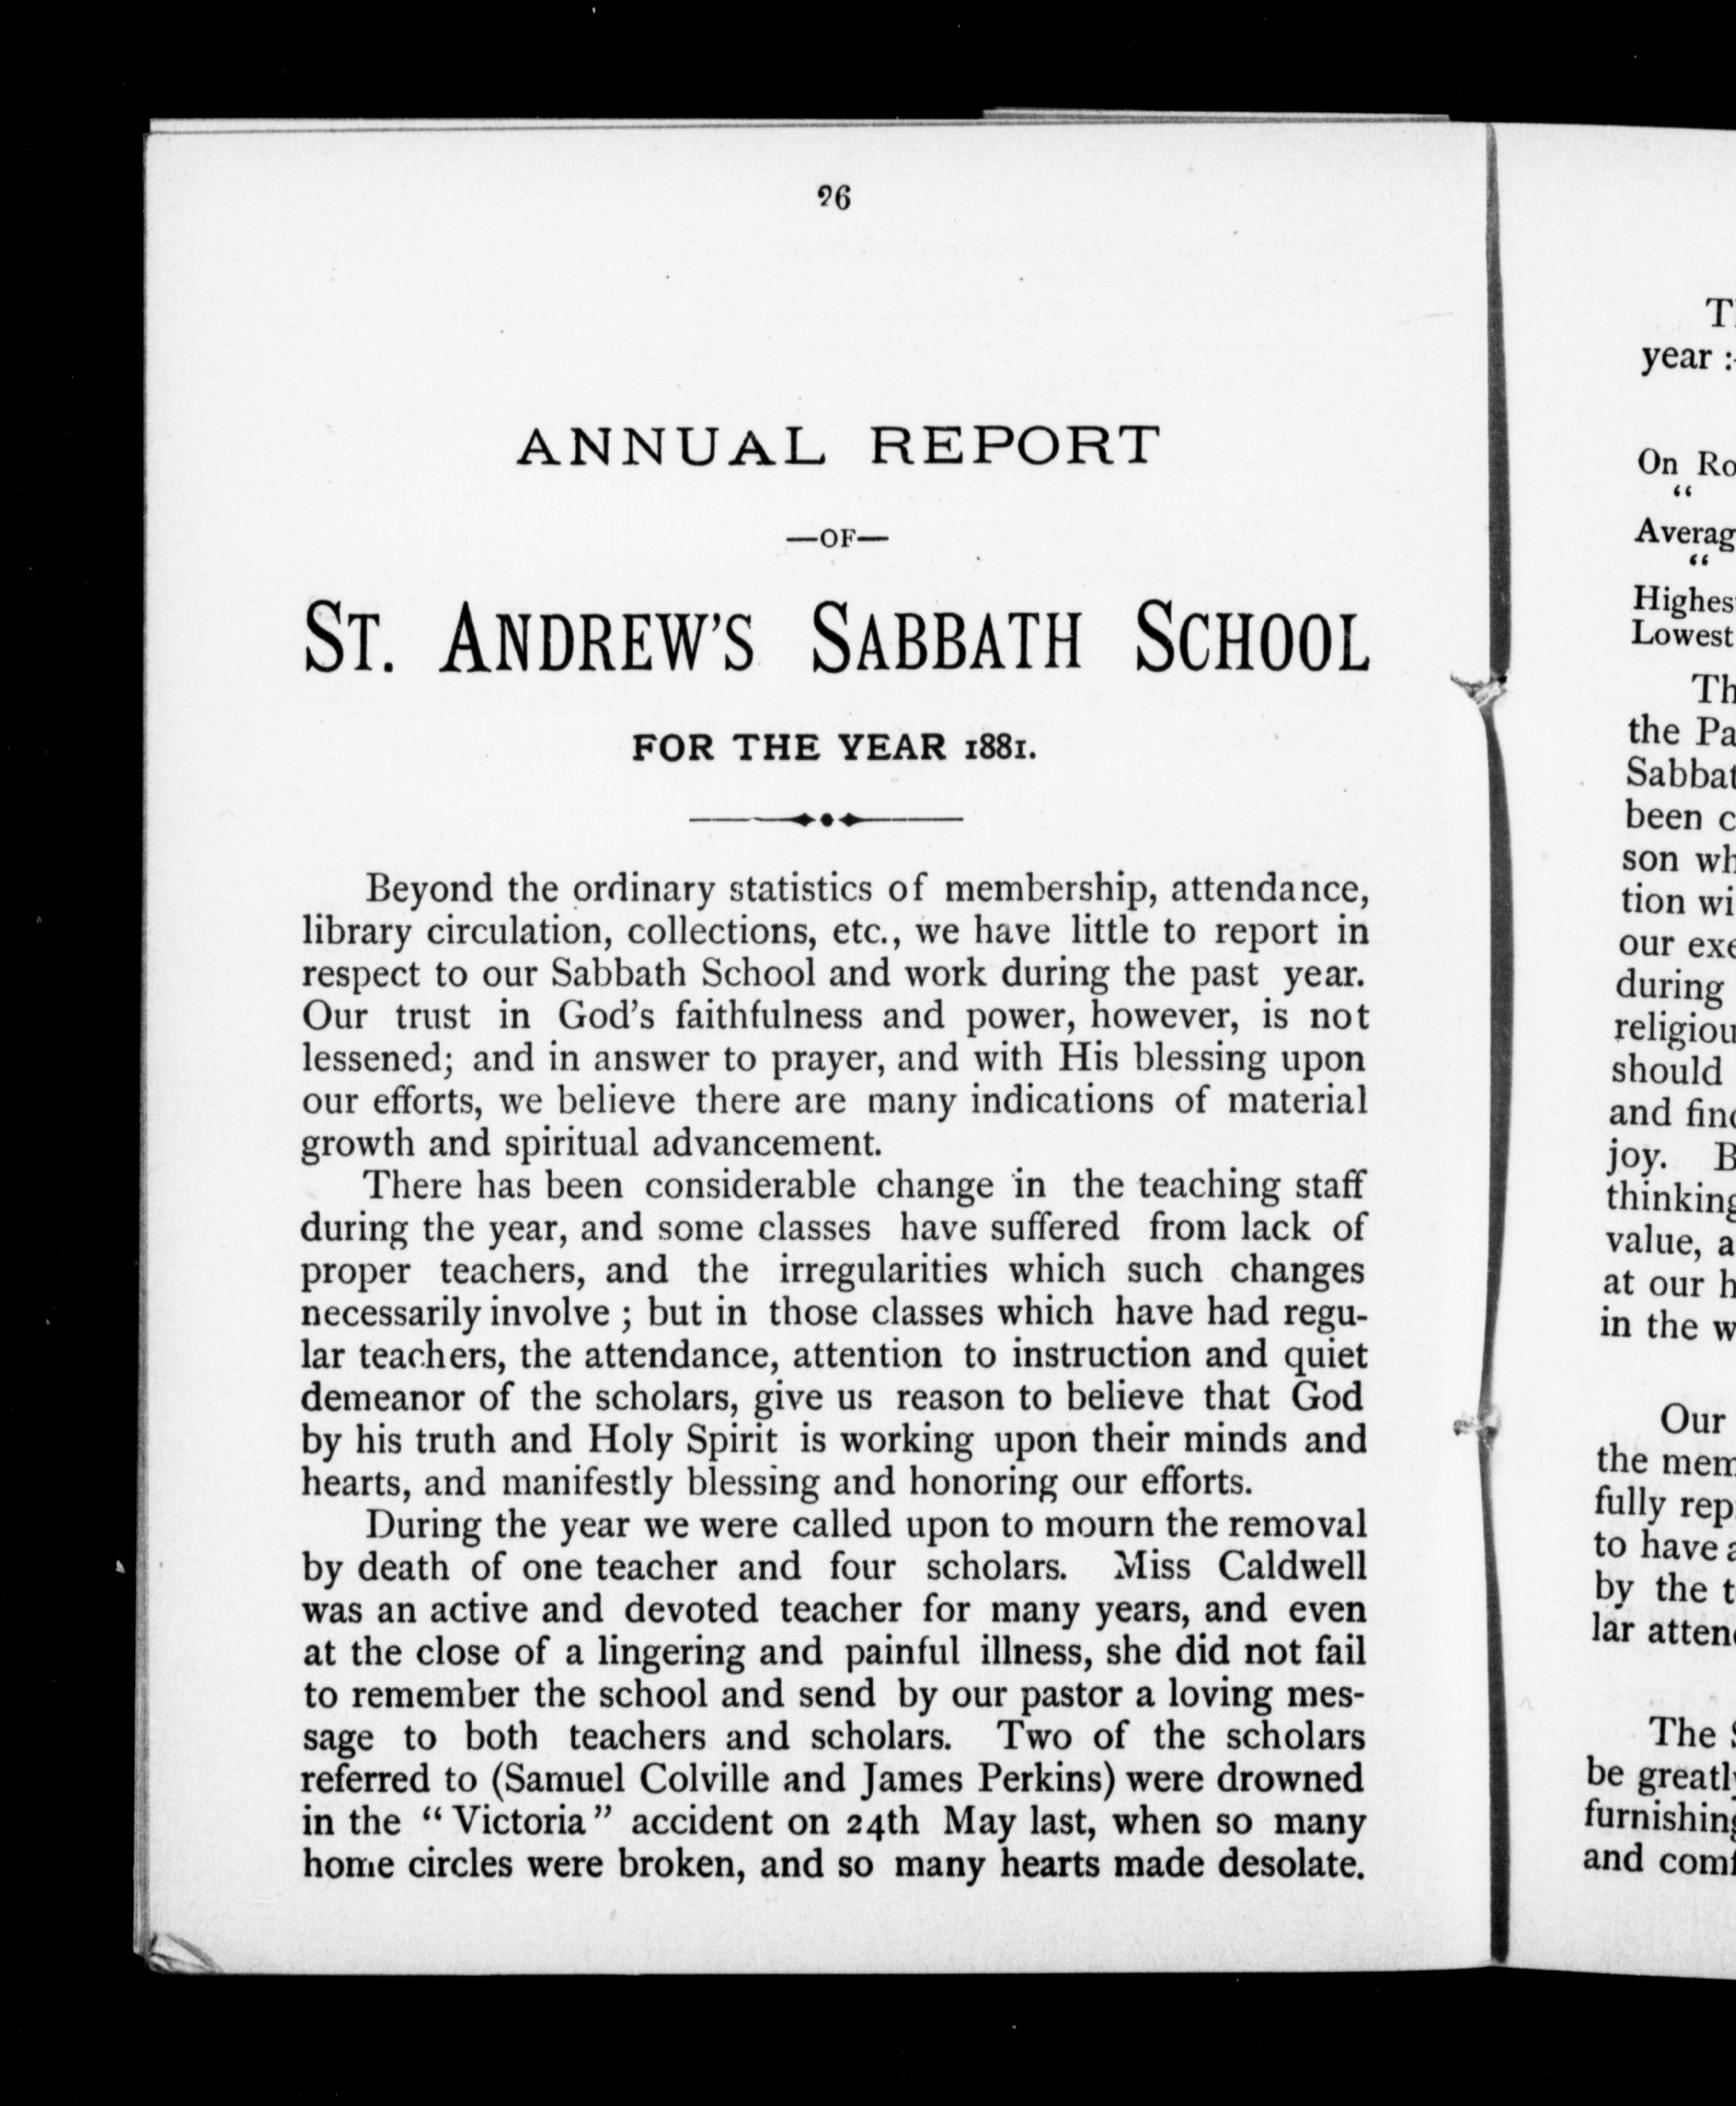 26
ANNUAL REPORT
—OF—
ST. ANDREW'S SABBATH SCHOOL
FOR THE YEAR 1881.
Beyond the ordinary statistics of membership, attendance,
library circulation, collections, etc., we have little to report in
respect to our Sabbath School and work during the past year.
Our trust in God's faithfulness and power, however, is not
lessened; and in answer to prayer, and with His blessing upon
our efforts, we believe there are many indications of material
growth and spiritual advancement.
There has been considerable change in the teaching staff
during the year, and some classes have suffered from lack of
proper teachers, and the irregularities which such changes
necessarily involve ; but in those classes which have had regu-
lar teachers, the attendance, attention to instruction and quiet
demeanor of the scholars, give us reason to believe that God
by his truth and Holy Spirit is working upon their minds and
hearts, and manifestly blessing and honoring our efforts.
During the year we were called upon to mourn the removal
by death of one teacher and four scholars. Miss Caldwell
was an active and devoted teacher for many years, and even
at the close of a lingering and painful illness, she did not fail
to remember the school and send by our pastor a loving mes-
sage to both teachers and scholars. Two of the scholars
referred to (Samuel Colville and James Perkins) were drowned
in the "Victoria" accident on 24th May last, when so many
home circles were broken, and so many hearts made desolate.
year :
On
"
"
Lowest
the
been
son
tion
our
during
should
and
joy.
value,
at our
in the
Our
the
fully
to have
by the
lar
The
be
and